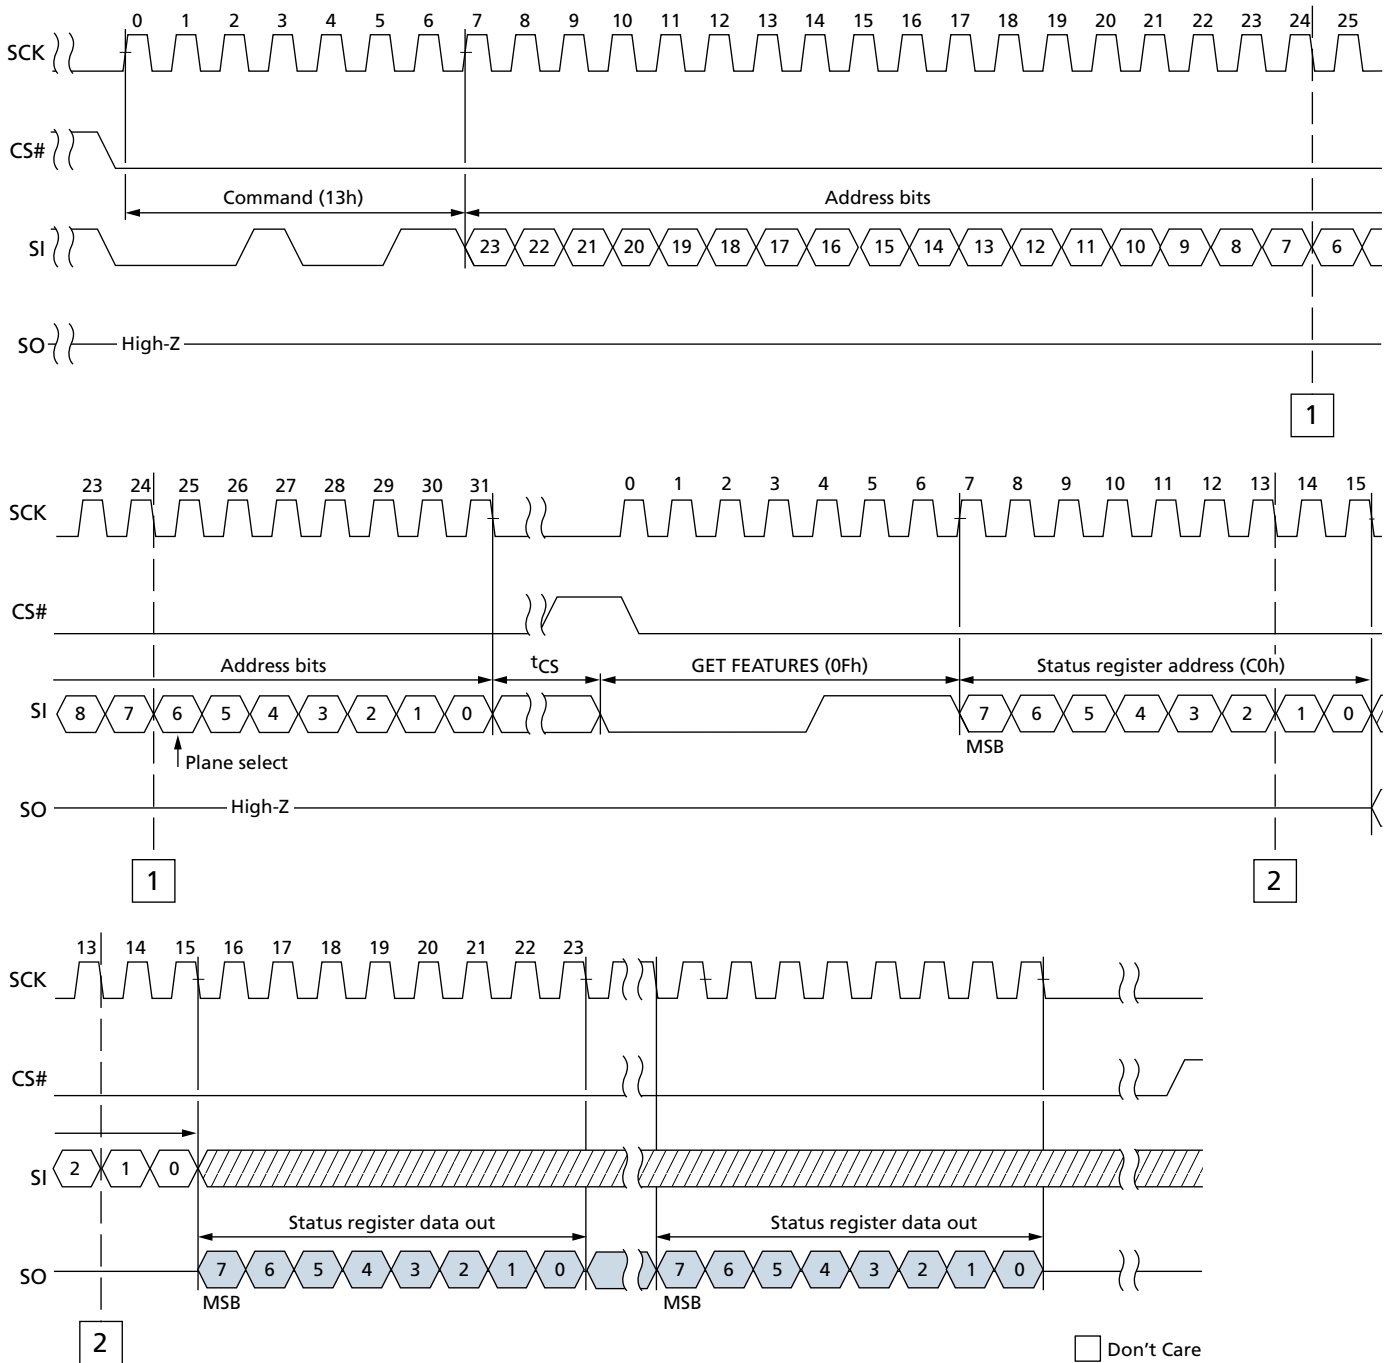 0 1 2 3 4 5 6 7 8 9 10 11 12 13 14 15 16 17 18 19 20 21 22 23 24 25
SCK
CS#
Command (13h) Address bits
SI 23 22 21 20 19 18 17 16 15 14 13 12 11 10 9 8 7 6
SO High-Z
1
23 24 25 26 27 28 29 30 31 0 1 2 3 4 5 6 7 8 9 10 11 12 13 14 15
SCK
CS#
Address bits tCS GET FEATURES (0Fh) Status register address (C0h)
SI 8 7 6 5 4 3 2 1 0 7 6 5 4 3 2 1 0
MSB
Plane select
SO High-Z
1 2
13 14 15 16 17 18 19 20 21 22 23
SCK
CS#
SI 2 1 0
Status register data out Status register data out
SO 7 6 5 4 3 2 1 0 7 6 5 4 3 2 1 0
MSB MSB
2
Don't Care